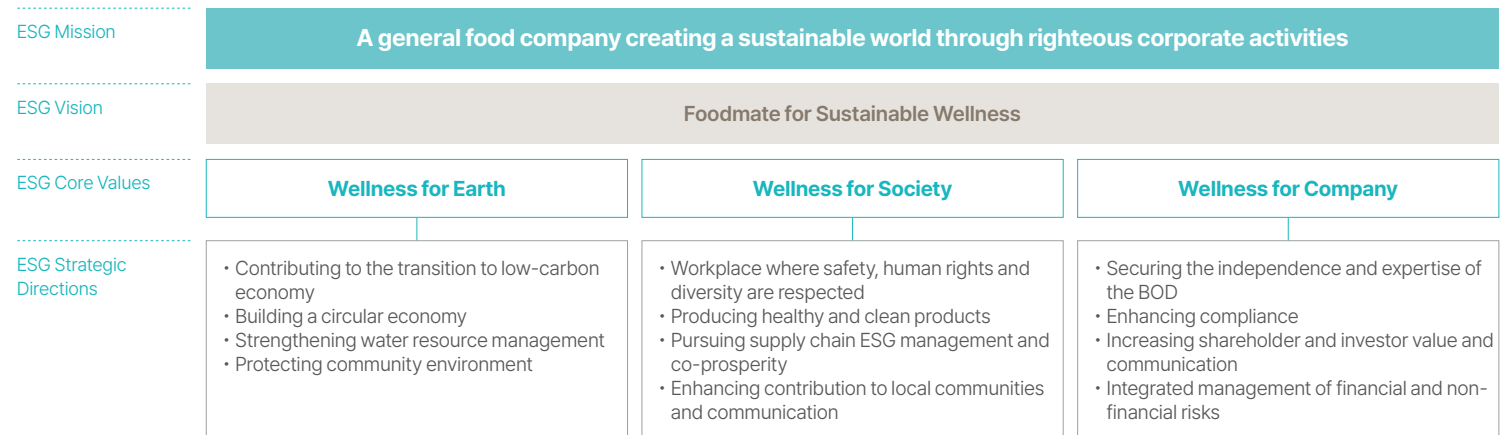 ESG Mission
A general food company creating a sustainable world through righteous corporate activities
ESG Vision
Foodmate for Sustainable Wellness
ESG Core Values
Wellness for Earth
Wellness for Society
Wellness for Company
ESG Strategic
Directions
• Contributing to the transition to low-carbon
economy
• Building a circular economy
• Strengthening water resource management
• Protecting community environment
• Workplace where safety, human rights and
diversity are respected
• Producing healthy and clean products
• Pursuing supply chain ESG management and
co-prosperity
• Enhancing contribution to local communities
and communication
• Securing the independence and expertise of
the BOD
• Enhancing compliance
• Increasing shareholder and investor value and
communication
• Integrated management of financial and non-
financial risks